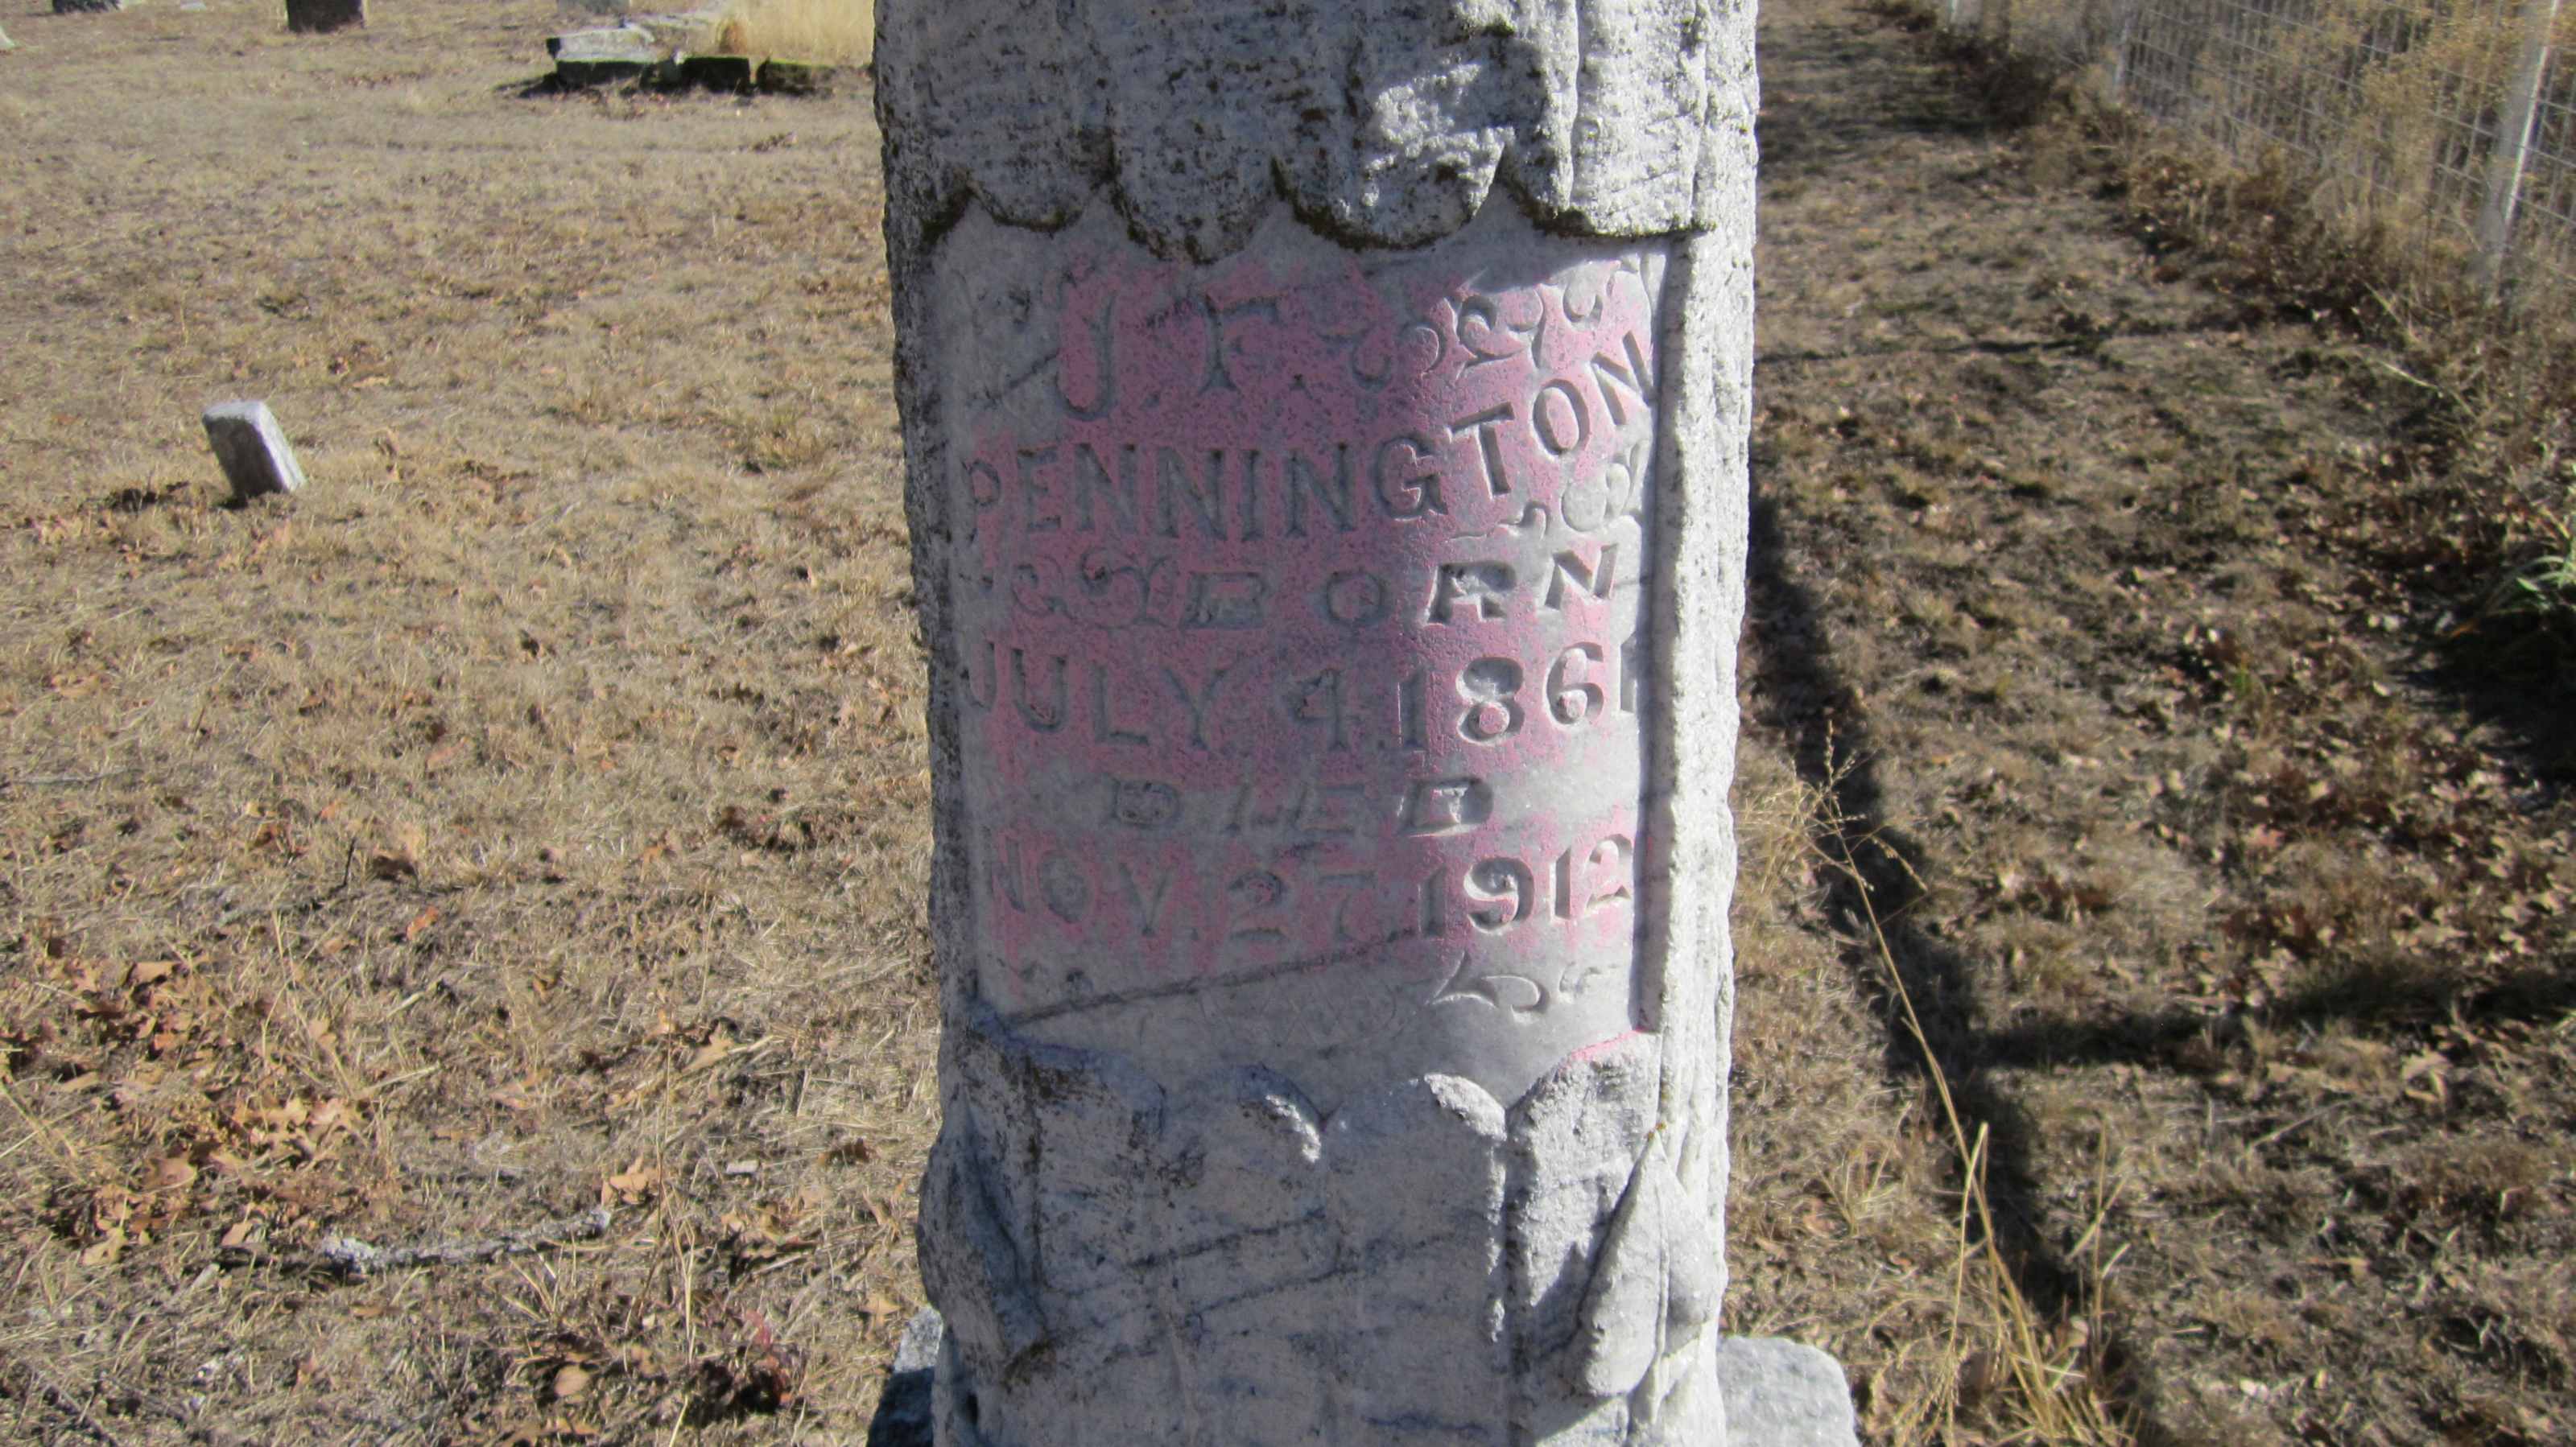 J. F.
PENNINGTON
BORN
JULY 4.1861
DIED
NOV. 27.1912